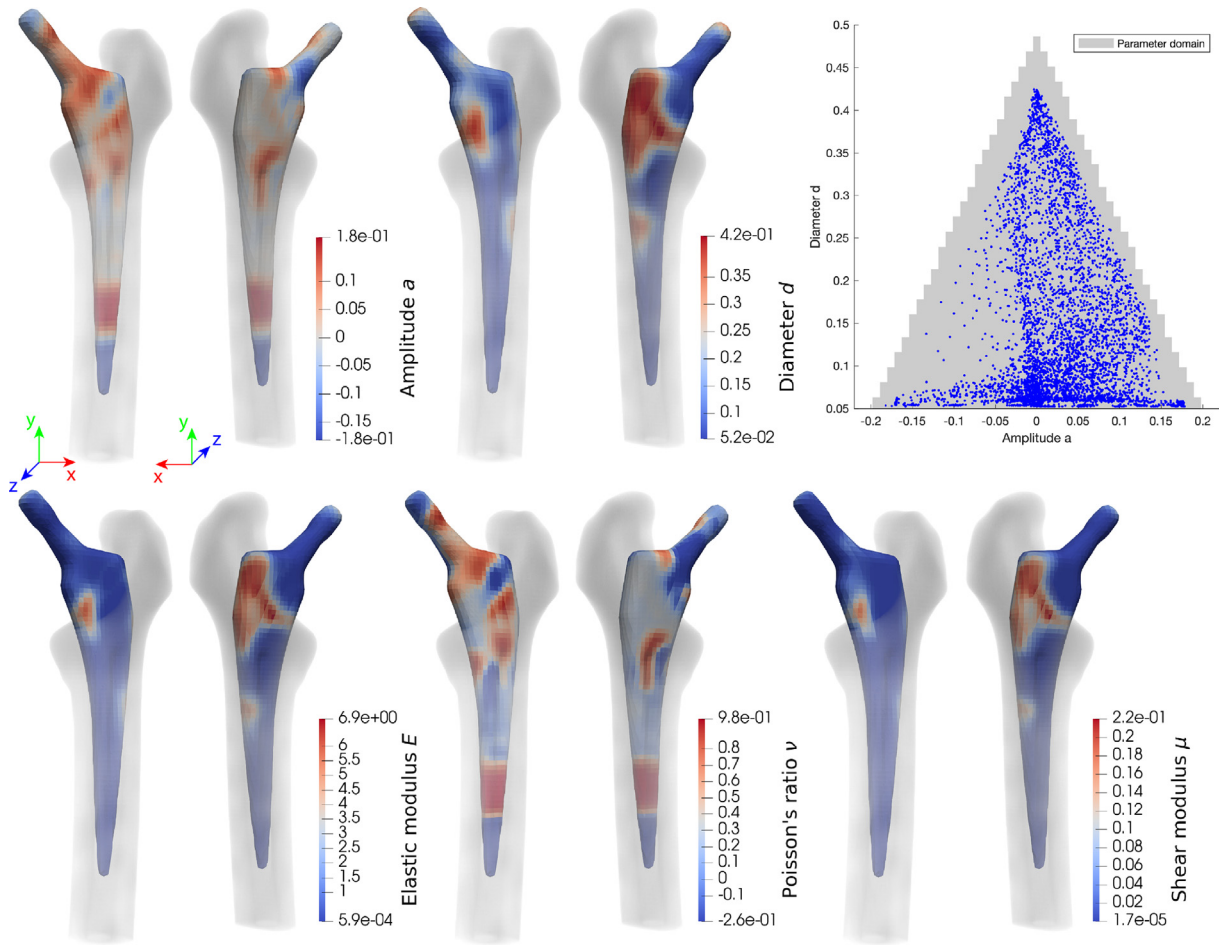 1.8e-01
0.1
0.05
0
-0.05
-0.1
-0.15
-1.8e-01
Amplitude a
4.2e-01
0.35
0.3
0.25
0.2
0.15
0.1
5.2e-02
Diameter d
0.5
0.45
0.4
0.35
0.3
0.25
0.2
0.15
0.1
0.05
Diameter d
Parameter domain
-0.2 -0.15 -0.1 -0.05 0 0.05 0.1 0.15 0.2
Amplitude a
y
x
z
y
z
x
6.9e+00
6
5.5
5
4.5
4
3.5
3
2.5
2
1.5
1
5.9e-04
Elastic modulus E
9.8e-01
0.8
0.7
0.6
0.5
0.4
0.3
0.2
0.1
0
-0.1
-2.6e-01
Poisson's ratio ν
2.2e-01
0.2
0.18
0.16
0.14
0.12
0.1
0.08
0.06
0.04
0.02
1.7e-05
Shear modulus μ